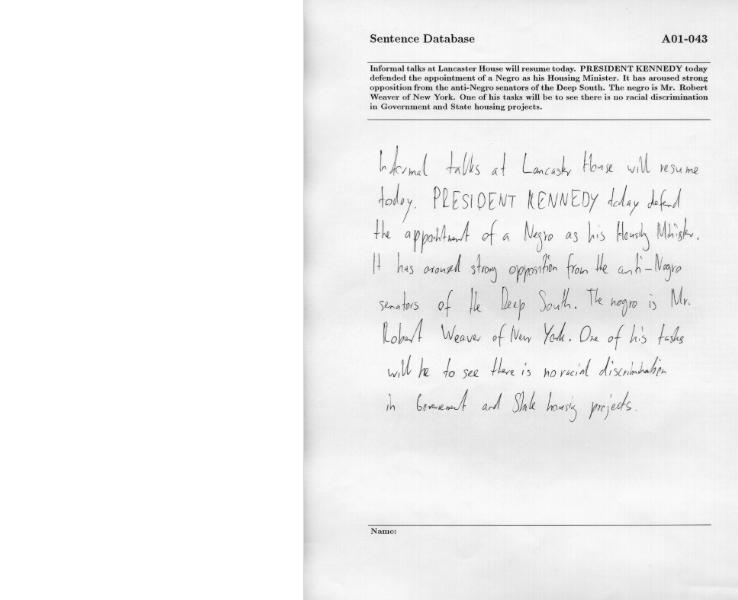 Sentence Database A01-043
Informal talks at Lancaster House will resume today. PRESIDENT KENNEDY today
defended the appointment of a Negro as his Housing Minister. It has aroused strong
opposition from the anti-Negro senators of the Deep South. The negro is Mr. Robert
Weaver of New York. One of his tasks will be to see there is no racial discrimination
in Government and State housing projects.
Informal talks at Lancaster House will resume
today. PRESIDENT KENNEDY today defend
the appointment of a Negro as his Housing Minister.
It has aroused strong opposition from the anti-Negro
senators of the Deep South. The negro is Mr.
Robert Weaver of New York. One of his tasks
will be to see there is no racial discrimination
in Government and State housing projects.
Name: